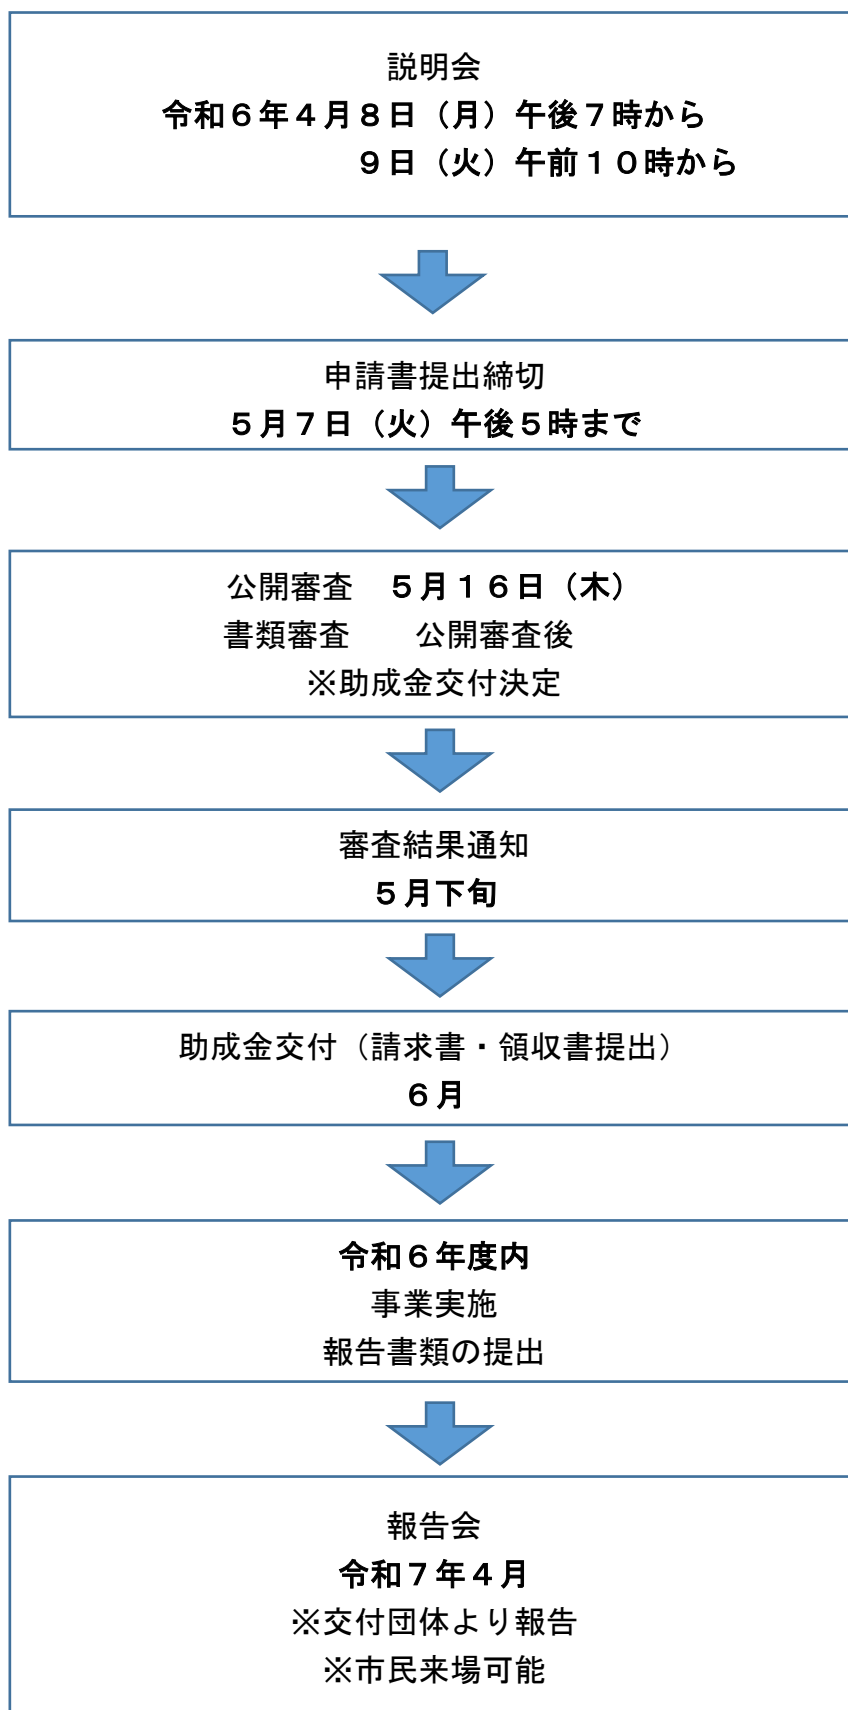 説明会
令和６年４月８日（月）午後７時から
９日（火）午前１０時から
申請書提出締切
５月７日（火）午後５時まで
公開審査　５月１６日（木）
書類審査　　公開審査後
※助成金交付決定
審査結果通知
５月下旬
助成金交付（請求書・領収書提出）
６月
令和６年度内
事業実施
報告書類の提出
報告会
令和７年４月
※交付団体より報告
※市民来場可能